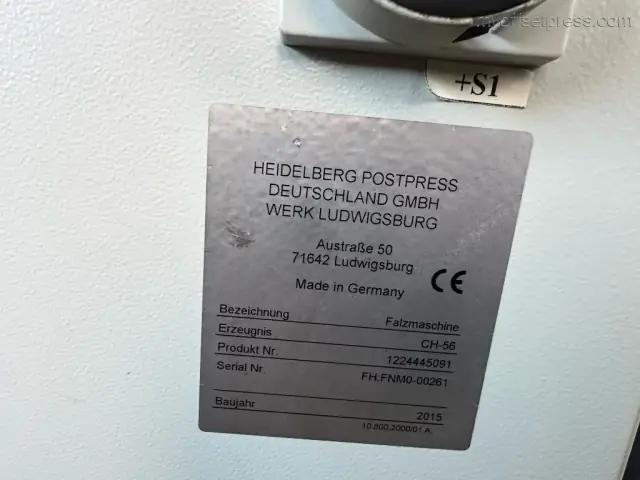 +S1
HEIDELBERG POSTPRESS
DEUTSCHLAND GMBH
WERK LUDWIGSBURG
Austraße 50
71642 Ludwigsburg
Made in Germany
CE
Bezeichnung Falzmaschine
Erzeugnis CH-56
Produkt Nr. 1224445091
Serial Nr. FH.FNM0-00261
Baujahr 2015
10.800.2000/01 A.